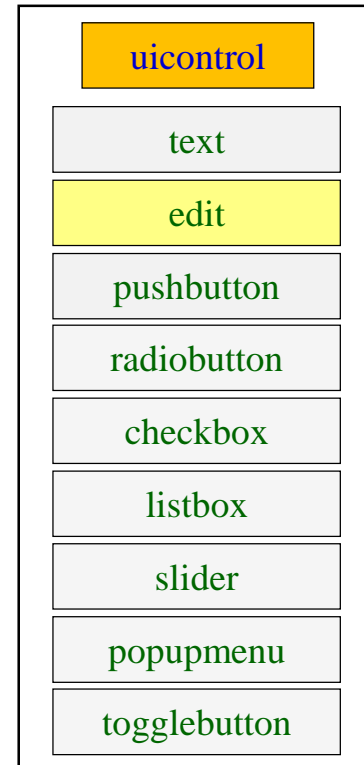 uicontrol
text
edit
pushbutton
radiobutton
checkbox
listbox
slider
popupmenu
togglebutton